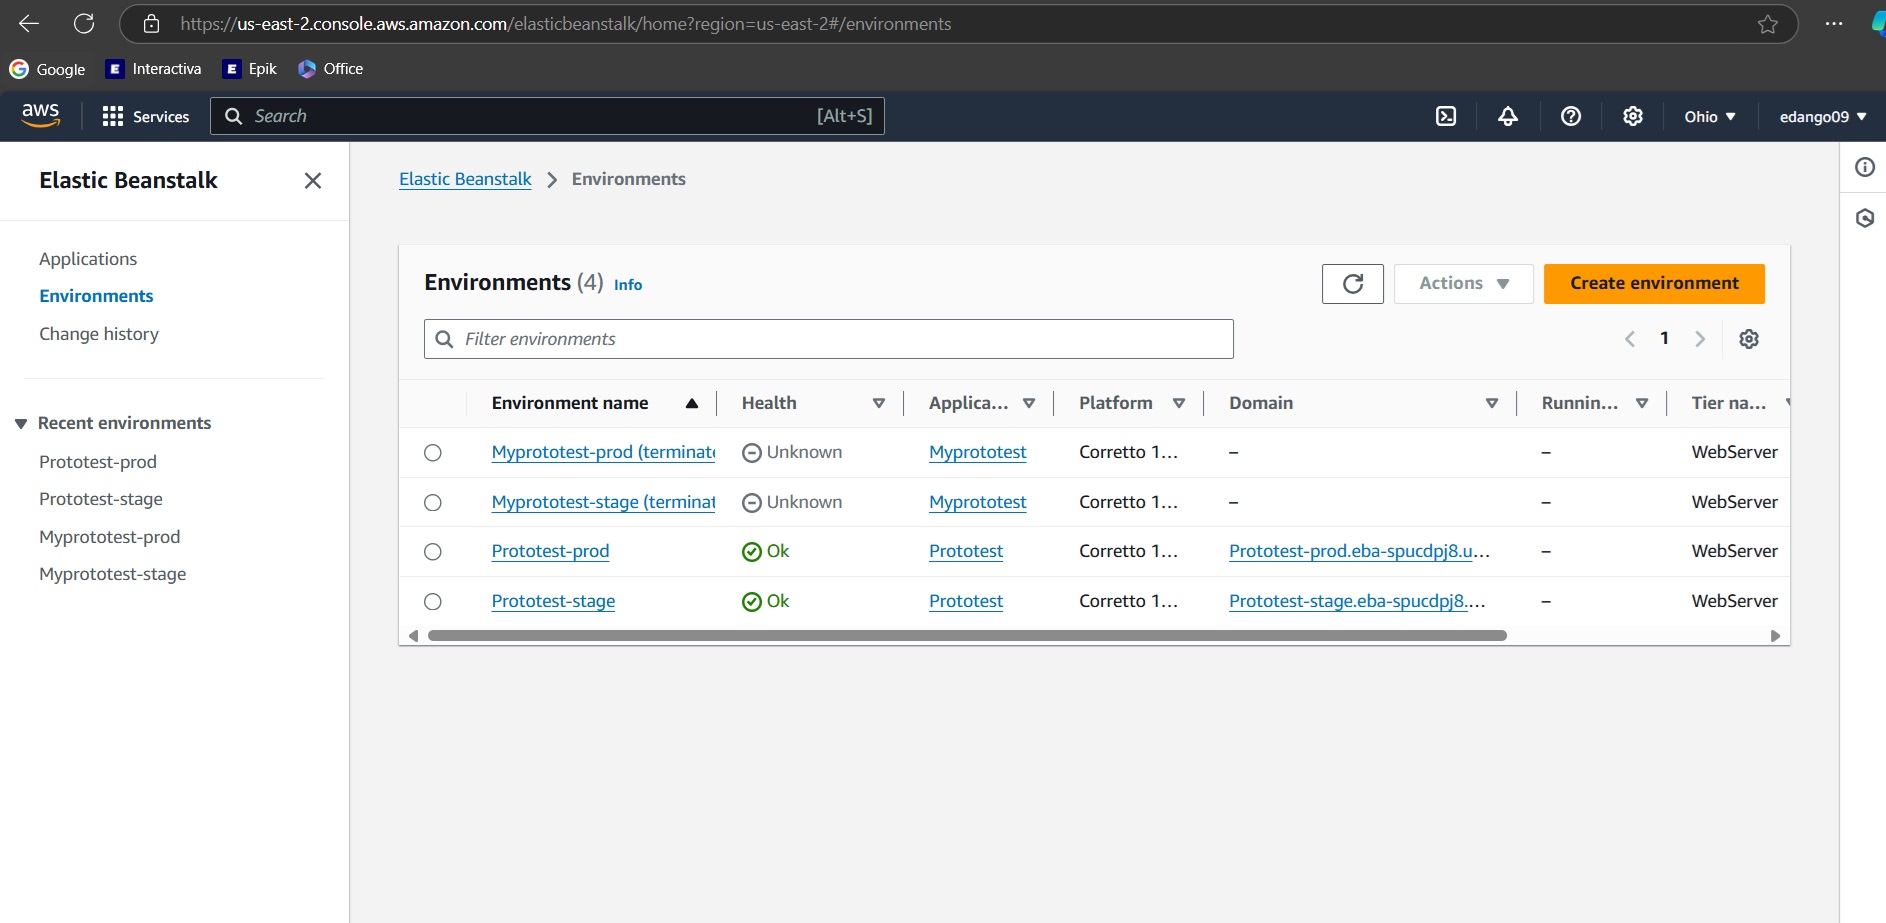 https://us-east-2.console.aws.amazon.com/elasticbeanstalk/home?region=us-east-2#/environments
Google Interactiva Epik Office
aws Services Search [Alt+S] Ohio edango09
Elastic Beanstalk
Applications
Environments
Change history
Recent environments
Prototest-prod
Prototest-stage
Myprototest-prod
Myprototest-stage
Elastic Beanstalk > Environments
Environments (4) Info
Actions Create environment
Filter environments
1
Environment name Health Applica... Platform Domain Runnin... Tier na...
Myprototest-prod (terminate Unknown Myprototest Corretto 1... – – WebServer
Myprototest-stage (terminat Unknown Myprototest Corretto 1... – – WebServer
Prototest-prod Ok Prototest Corretto 1... Prototest-prod.eba-spucdpj8.u... – WebServer
Prototest-stage Ok Prototest Corretto 1... Prototest-stage.eba-spucdpj8.... – WebServer